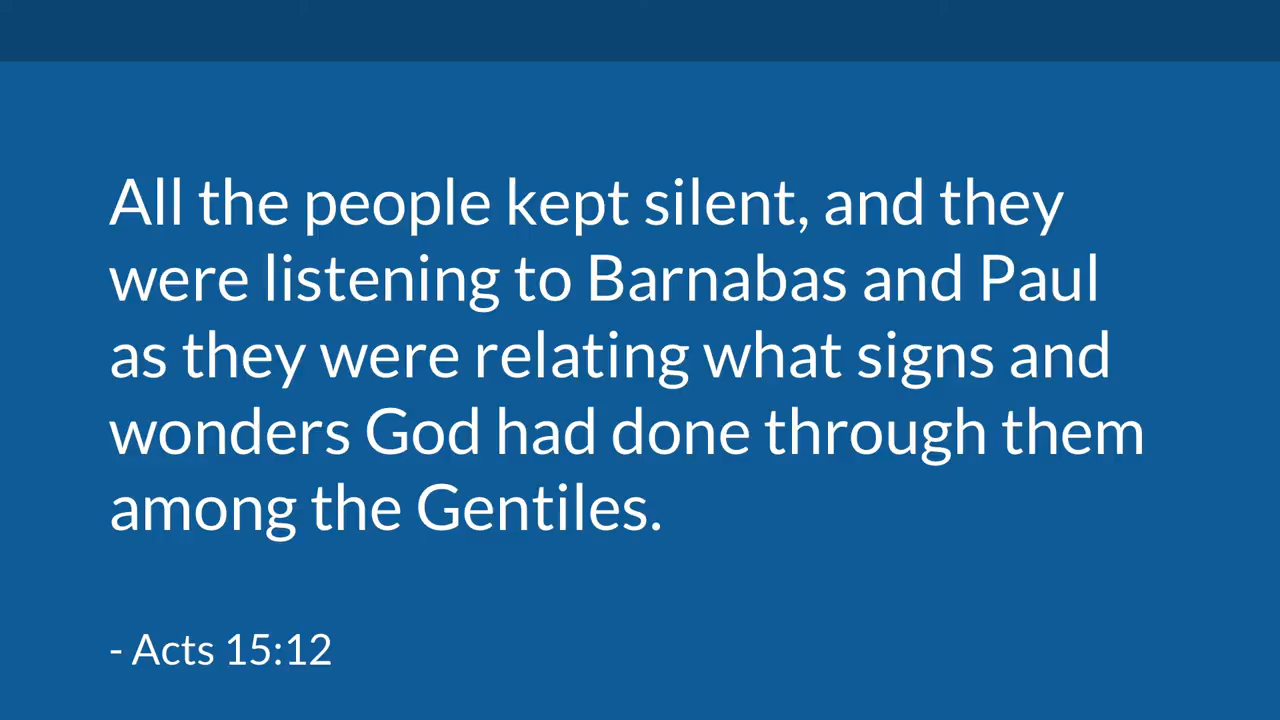 All the people kept silent, and they
were listening to Barnabas and Paul
as they were relating what signs and
wonders God had done through them
among the Gentiles.
- Acts 15:12